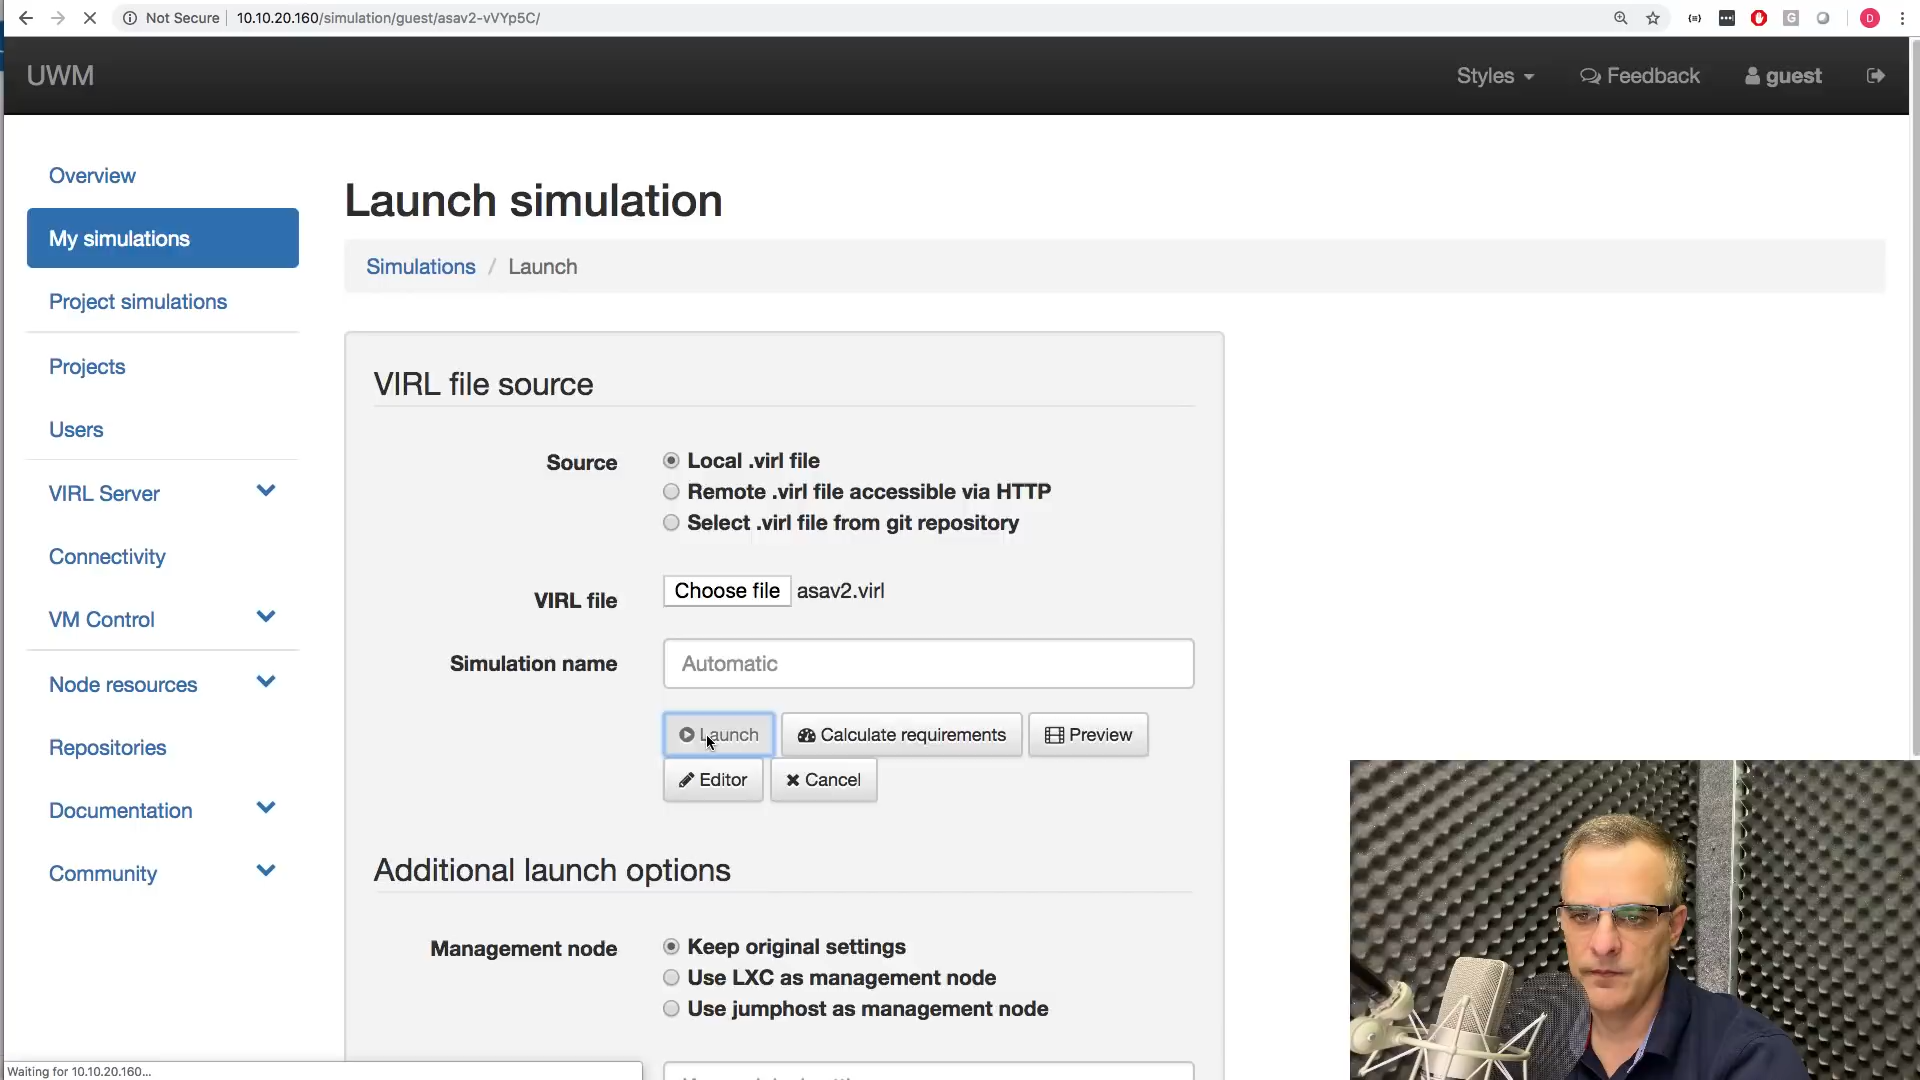 Not Secure 10.10.20.160/simulation/guest/asav2-vVYp5C/
D
UWM
Styles
Feedback
guest
Overview
My simulations
Project simulations
Projects
Users
VIRL Server
Connectivity
VM Control
Node resources
Repositories
Documentation
Community
Launch simulation
Simulations / Launch
VIRL file source
Source
Local .virl file
Remote .virl file accessible via HTTP
Select .virl file from git repository
VIRL file
Choose file asav2.virl
Simulation name
Automatic
Launch
Calculate requirements
Preview
Editor
Cancel
Additional launch options
Management node
Keep original settings
Use LXC as management node
Use jumphost as management node
Waiting for 10.10.20.160...